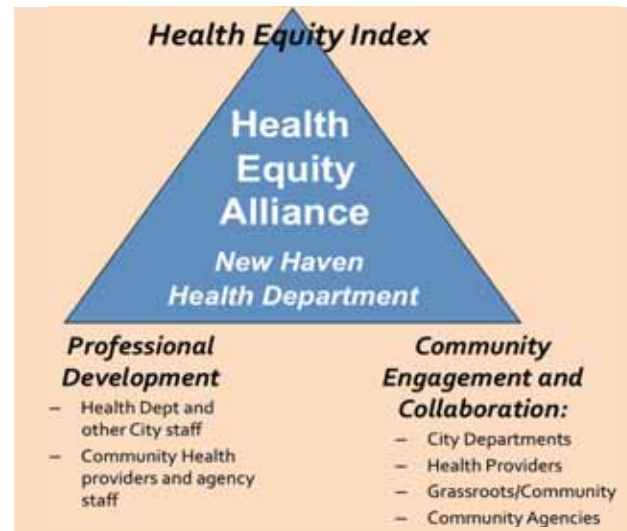 Health Equity Index
Health
Equity
Alliance
New Haven
Health Department
Professional
Development
– Health Dept and
other City staff
– Community Health
providers and agency
staff
Community
Engagement and
Collaboration:
– City Departments
– Health Providers
– Grassroots/Community
– Community Agencies